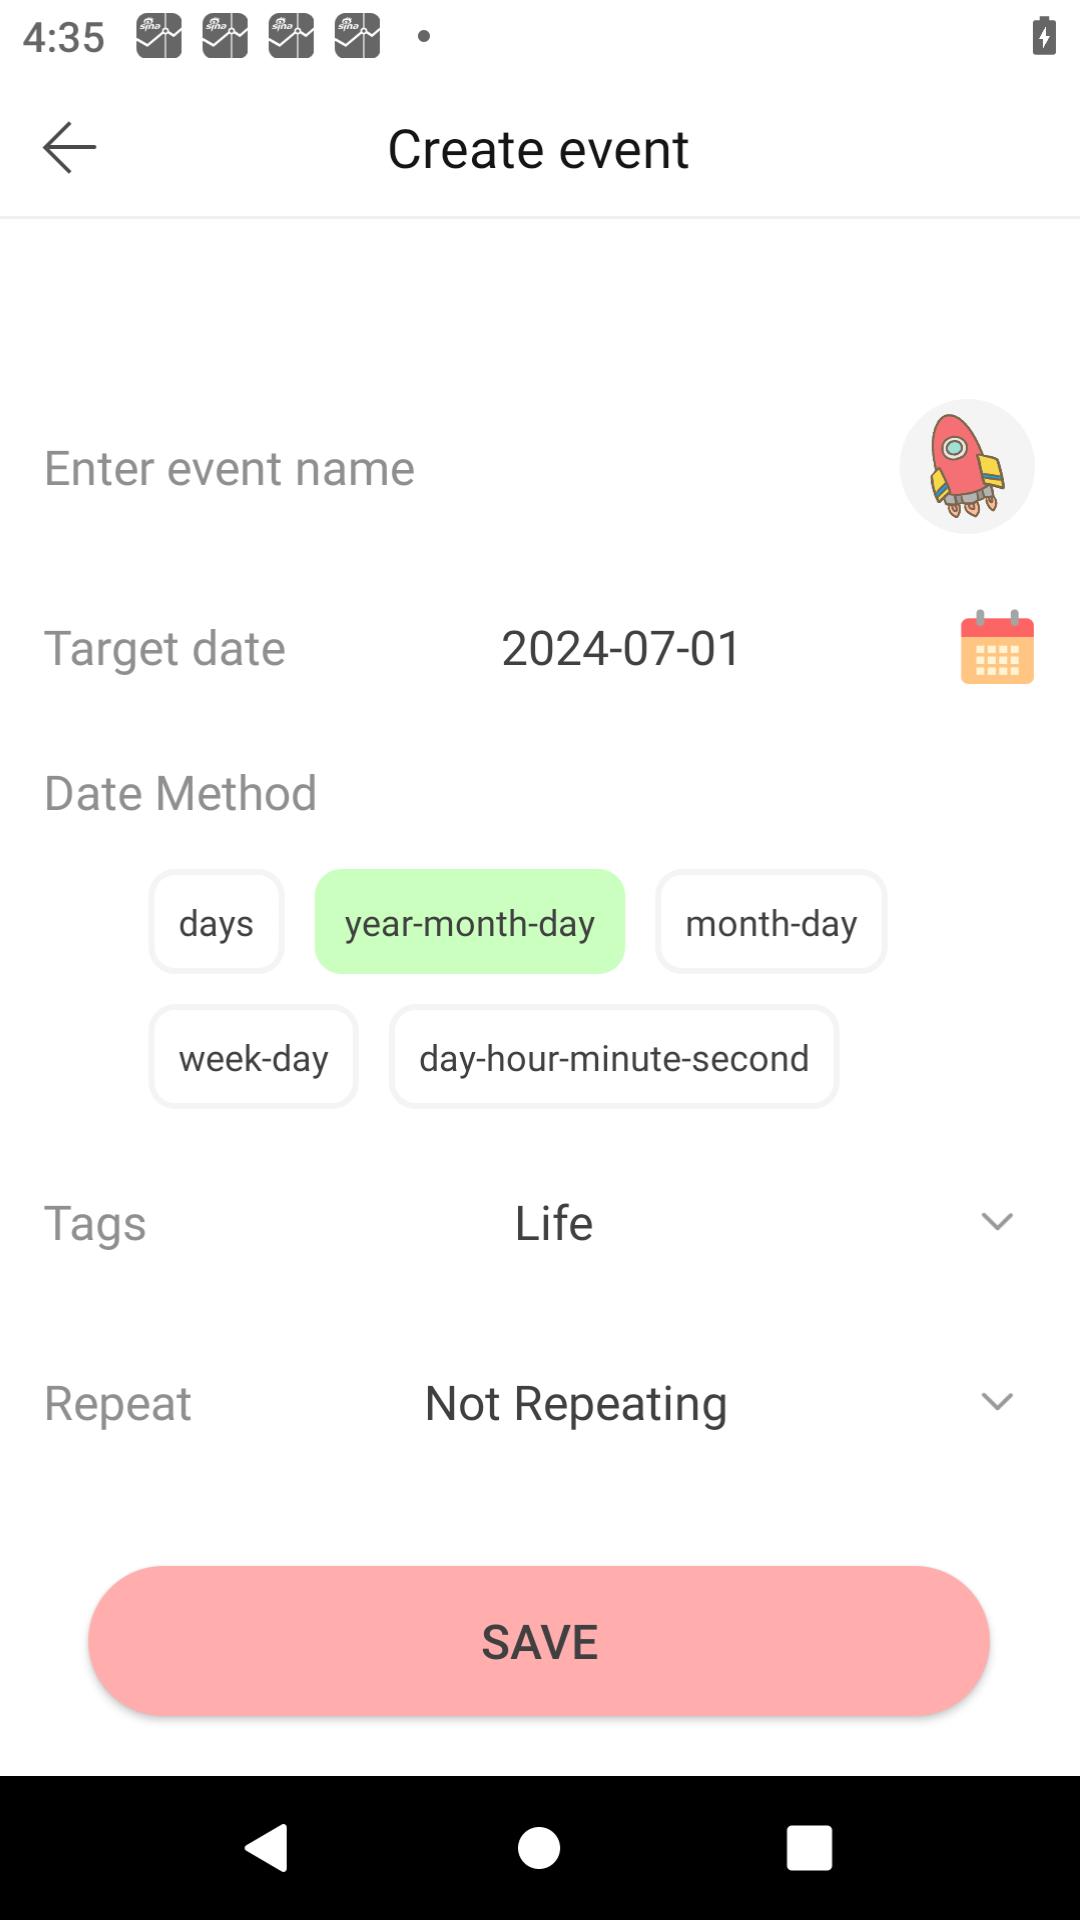 4:35
Create event
Enter event name
Target date 2024-07-01
Date Method
days year-month-day month-day
week-day day-hour-minute-second
Tags Life
Repeat Not Repeating
SAVE